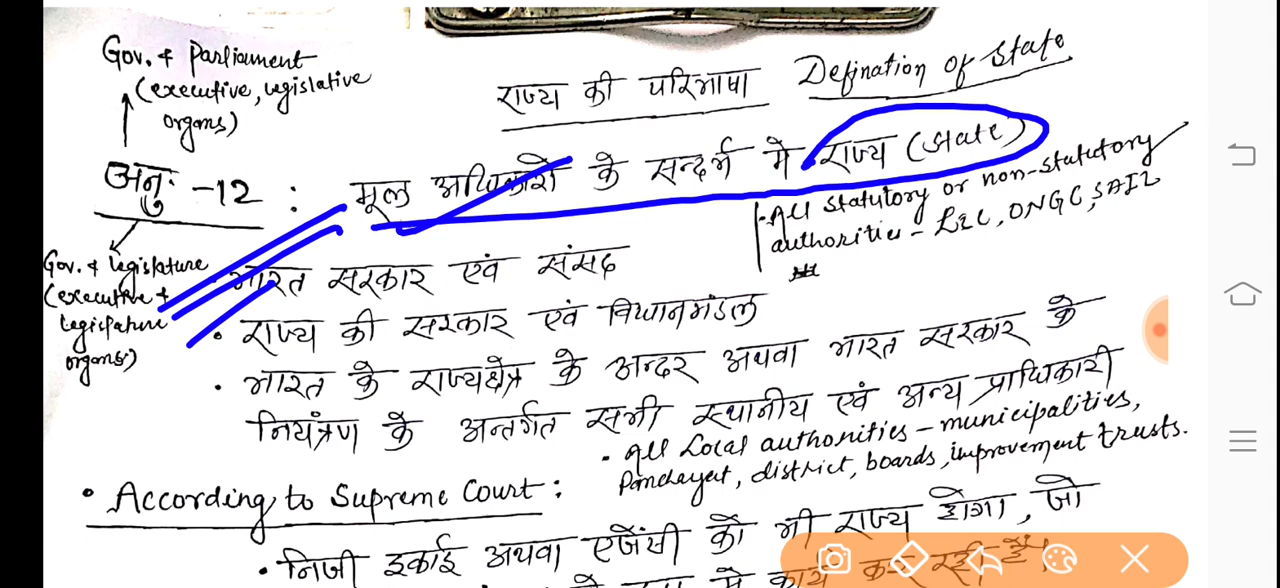 Gov. & Parliament
(executive, legislative
organs)
राज्य की परिभाषा Defination of state
अनु॰ -12 : मूल अधिकारों के सन्दर्भ में राज्य (State)
• All statutory or non-statutory
authorities - LIC, ONGC, SAIL
Gov. & legislature
(executive +
legislature
organs)
भारत सरकार एवं संसद
• राज्य की सरकार एवं विधानमंडल
• भारत के राज्यक्षेत्र के अन्दर अथवा भारत सरकार के
नियंत्रण के अन्तर्गत सभी स्थानीय एवं अन्य प्राधिकारी
• All Local authorities - municipalities,
Panchayat, district, boards, improvement trusts.
• According to Supreme Court :
• निजी इकाई अथवा एजेंसी को भी राज्य होगा, जो
में कार्य कर रही है,